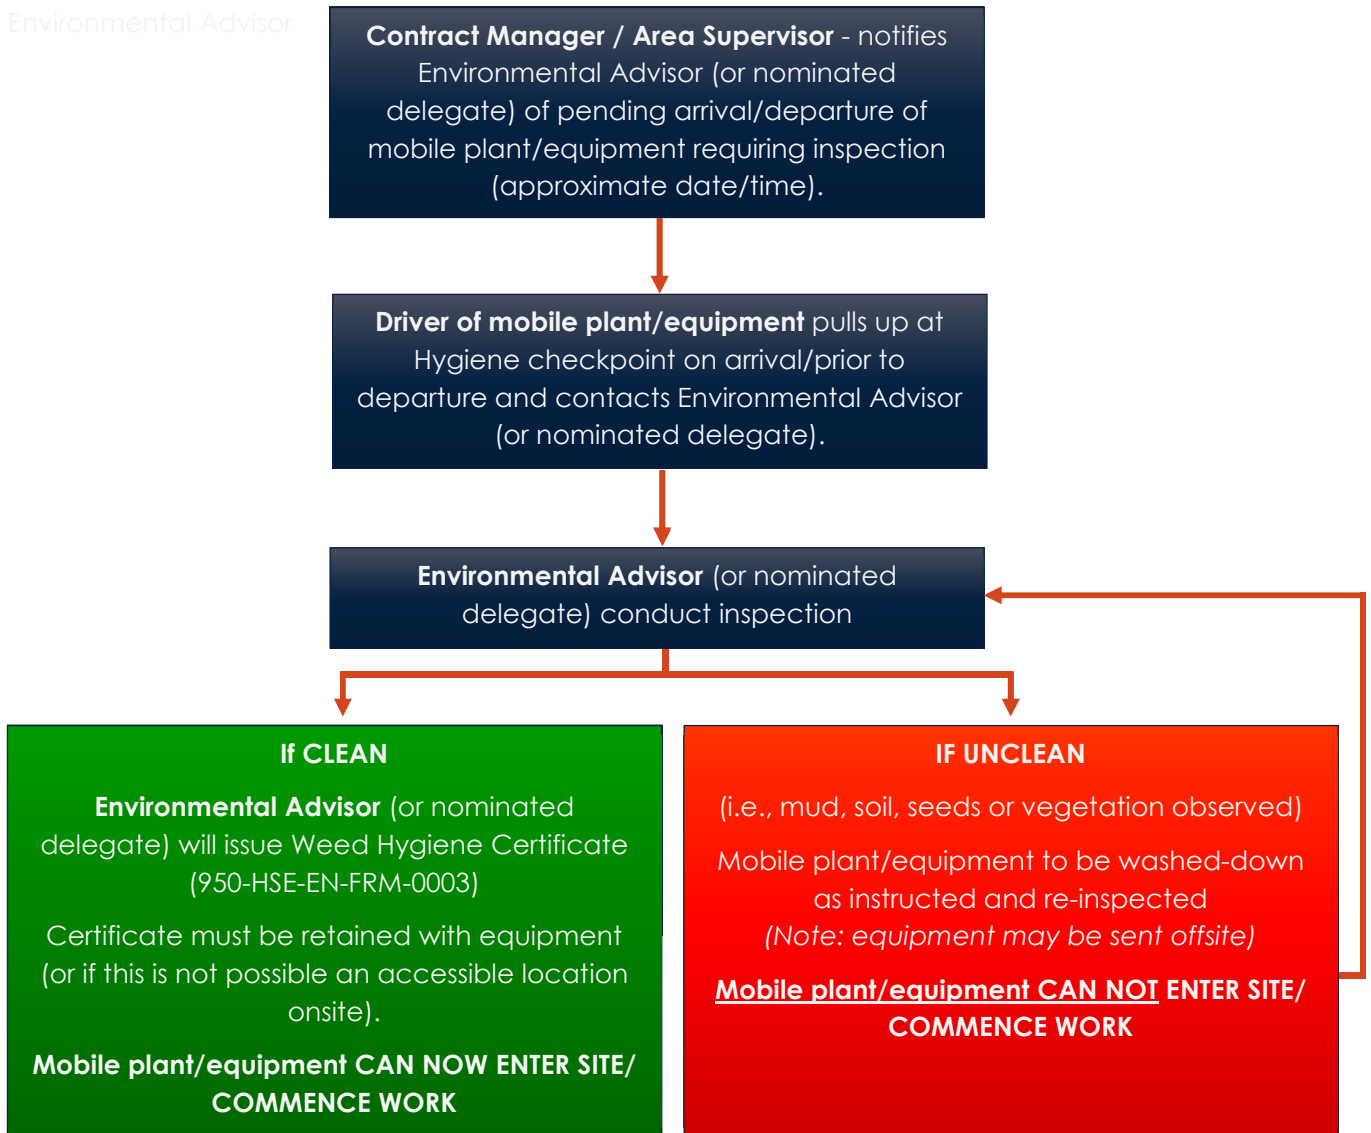 Environmental Advisor
Contract Manager / Area Supervisor - notifies
Environmental Advisor (or nominated
delegate) of pending arrival/departure of
mobile plant/equipment requiring inspection
(approximate date/time).
Driver of mobile plant/equipment pulls up at
Hygiene checkpoint on arrival/prior to
departure and contacts Environmental Advisor
(or nominated delegate).
Environmental Advisor (or nominated
delegate) conduct inspection
If CLEAN
Environmental Advisor (or nominated
delegate) will issue Weed Hygiene Certificate
(950-HSE-EN-FRM-0003)
Certificate must be retained with equipment
(or if this is not possible an accessible location
onsite).
Mobile plant/equipment CAN NOW ENTER SITE/
COMMENCE WORK
IF UNCLEAN
(i.e., mud, soil, seeds or vegetation observed)
Mobile plant/equipment to be washed-down
as instructed and re-inspected
(Note: equipment may be sent offsite)
Mobile plant/equipment CAN NOT ENTER SITE/
COMMENCE WORK